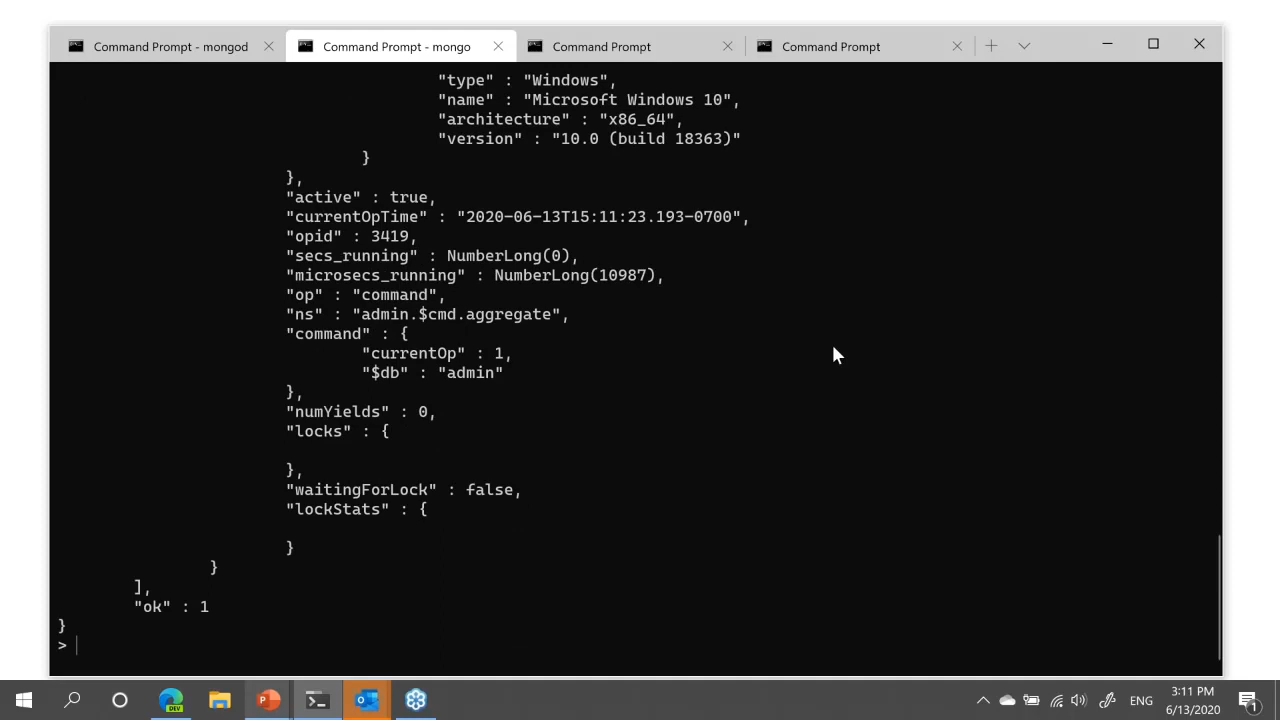 Command Prompt - mongod
Command Prompt - mongo
Command Prompt
Command Prompt
"type" : "Windows",
"name" : "Microsoft Windows 10",
"architecture" : "x86_64",
"version" : "10.0 (build 18363)"
}
},
"active" : true,
"currentOpTime" : "2020-06-13T15:11:23.193-0700",
"opid" : 3419,
"secs_running" : NumberLong(0),
"microsecs_running" : NumberLong(10987),
"op" : "command",
"ns" : "admin.$cmd.aggregate",
"command" : {
"currentOp" : 1,
"$db" : "admin"
},
"numYields" : 0,
"locks" : {
},
"waitingForLock" : false,
"lockStats" : {
}
}
],
"ok" : 1
}
>
DEV
ENG
3:11 PM
6/13/2020
1